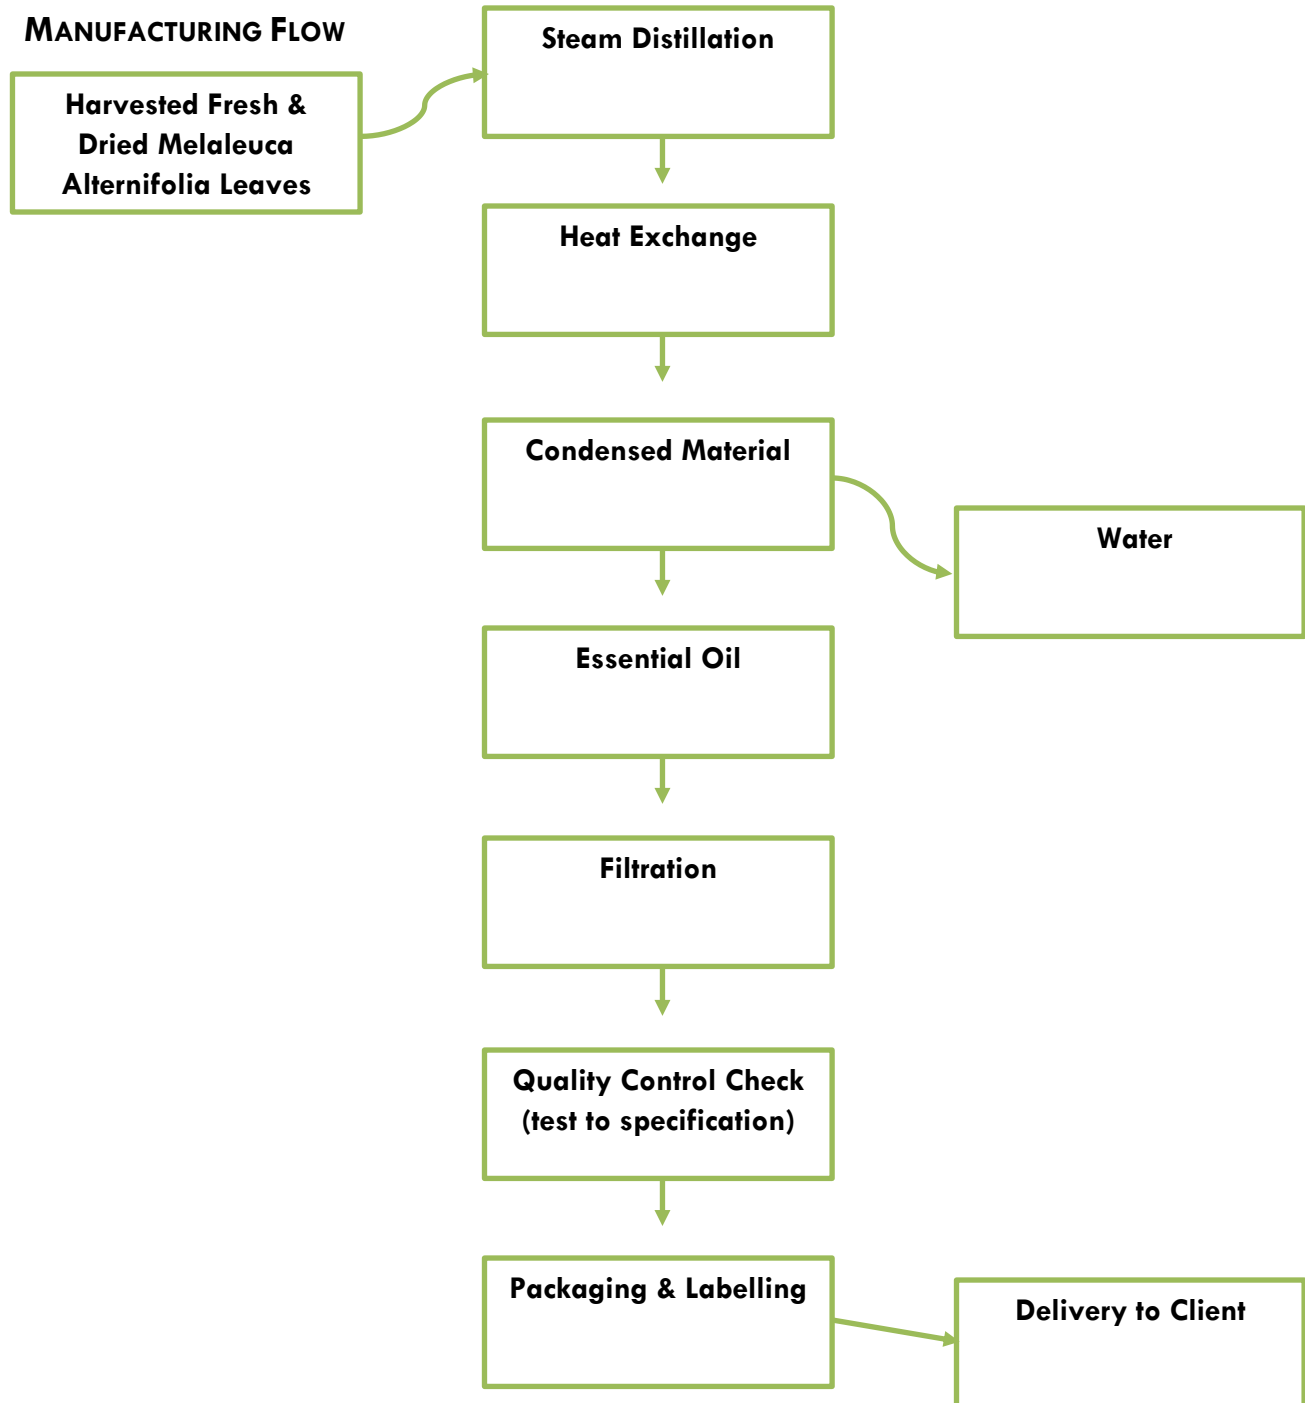 MANUFACTURING FLOW
Harvested Fresh &
Dried Melaleuca
Alternifolia Leaves
Steam Distillation
Heat Exchange
Condensed Material
Water
Essential Oil
Filtration
Quality Control Check
(test to specification)
Packaging & Labelling
Delivery to Client